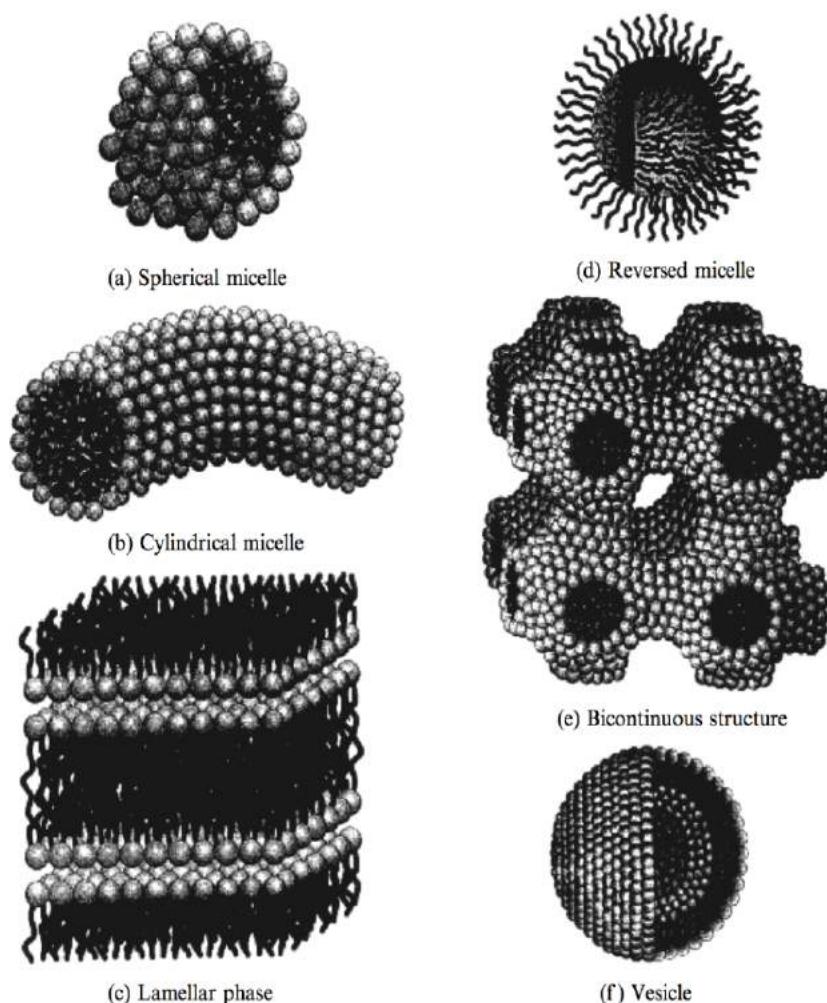 (a) Spherical micelle
(d) Reversed micelle
(b) Cylindrical micelle
(e) Bicontinuous structure
(c) Lamellar phase
(f) Vesicle